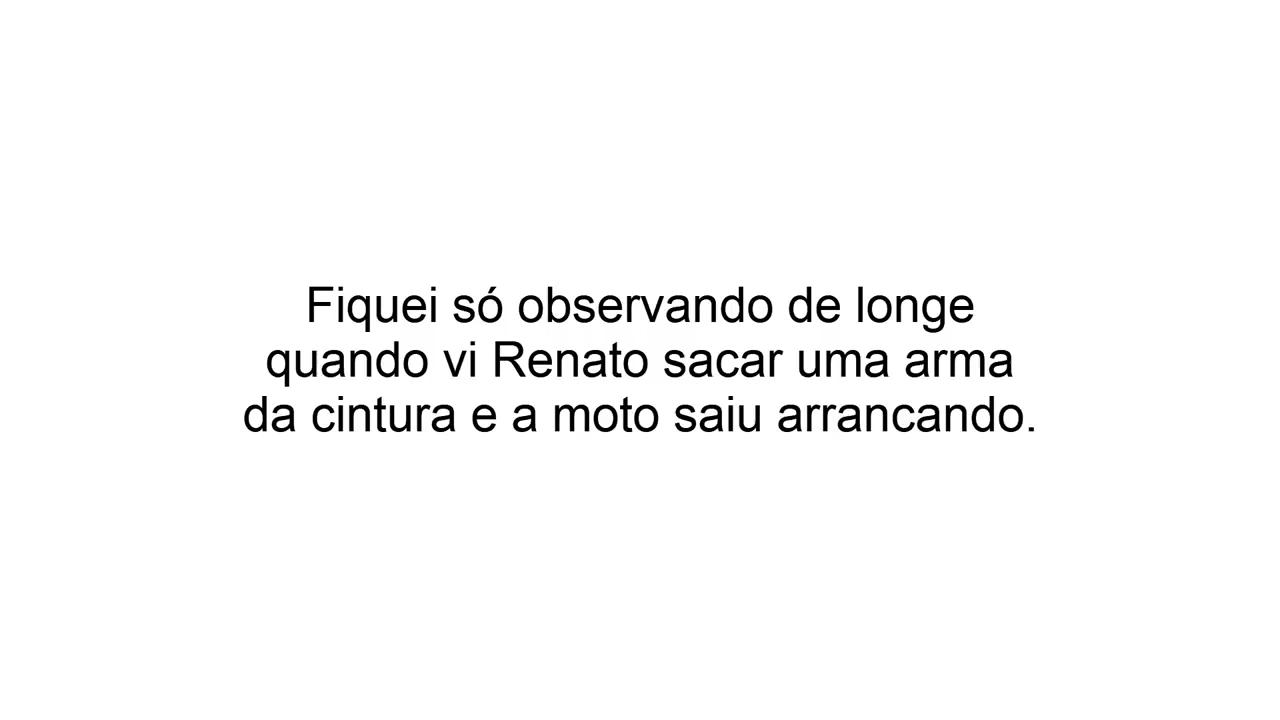 Fiquei só observando de longe
quando vi Renato sacar uma arma
da cintura e a moto saiu arrancando.